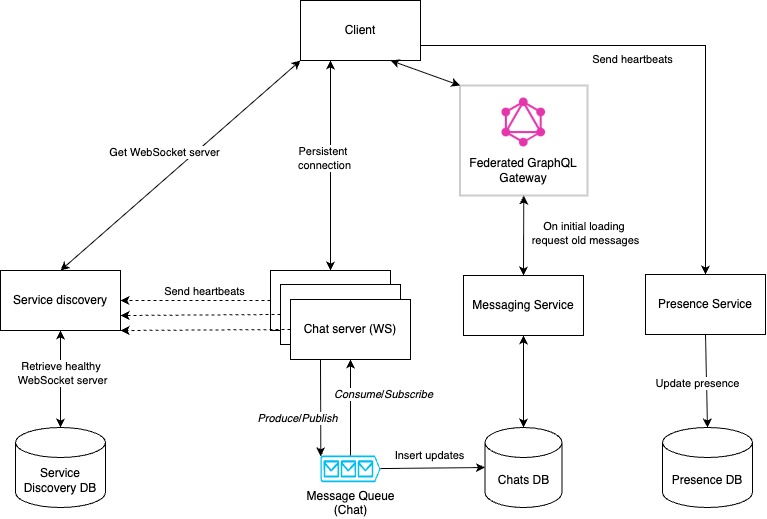 Client
Send heartbeats
Get WebSocket server
Persistent
connection
Federated GraphQL
Gateway
On initial loading
request old messages
Service discovery
Send heartbeats
Chat server (WS)
Messaging Service
Presence Service
Retrieve healthy
WebSocket server
Consume/Subscribe
Produce/Publish
Update presence
Insert updates
Service
Discovery DB
Message Queue
(Chat)
Chats DB
Presence DB